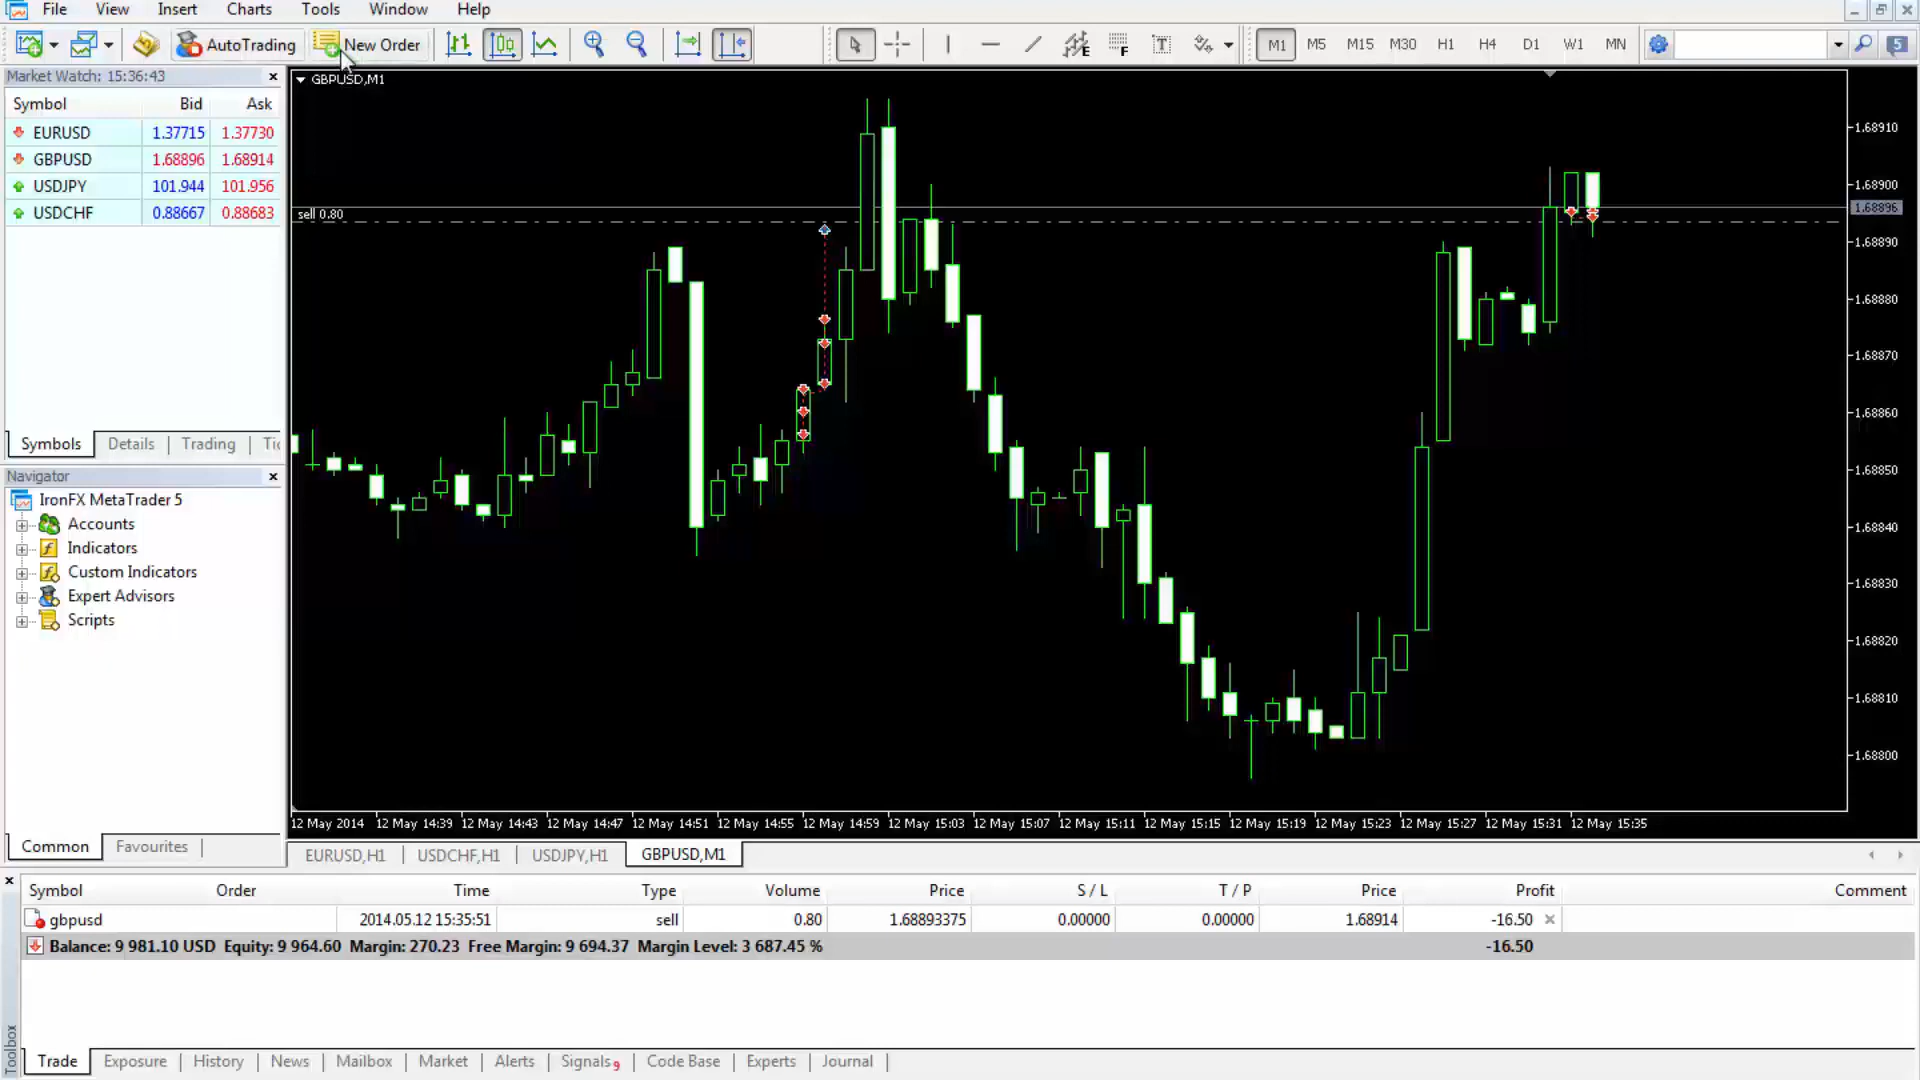 File View Insert Charts Tools Window Help
AutoTrading New Order M1 M5 M15 M30 H1 H4 D1 W1 MN 5
Market Watch: 15:36:43
Symbol Bid Ask
EURUSD 1.37715 1.37730
GBPUSD 1.68896 1.68914
USDJPY 101.944 101.956
USDCHF 0.88667 0.88683
Symbols Details Trading Tic
Navigator
IronFX MetaTrader 5
Accounts
Indicators
Custom Indicators
Expert Advisors
Scripts
Common Favourites
GBPUSD,M1
sell 0.80
1.68910
1.68900
1.68896
1.68890
1.68880
1.68870
1.68860
1.68850
1.68840
1.68830
1.68820
1.68810
1.68800
12 May 2014 12 May 14:39 12 May 14:43 12 May 14:47 12 May 14:51 12 May 14:55 12 May 14:59 12 May 15:03 12 May 15:07 12 May 15:11 12 May 15:15 12 May 15:19 12 May 15:23 12 May 15:27 12 May 15:31 12 May 15:35
EURUSD,H1 USDCHF,H1 USDJPY,H1 GBPUSD,M1
Symbol Order Time Type Volume Price S / L T / P Price Profit Comment
gbpusd 2014.05.12 15:35:51 sell 0.80 1.68893375 0.00000 0.00000 1.68914 -16.50
Balance: 9 981.10 USD Equity: 9 964.60 Margin: 270.23 Free Margin: 9 694.37 Margin Level: 3 687.45 % -16.50
Toolbox
Trade Exposure History News Mailbox Market Alerts Signals 9 Code Base Experts Journal